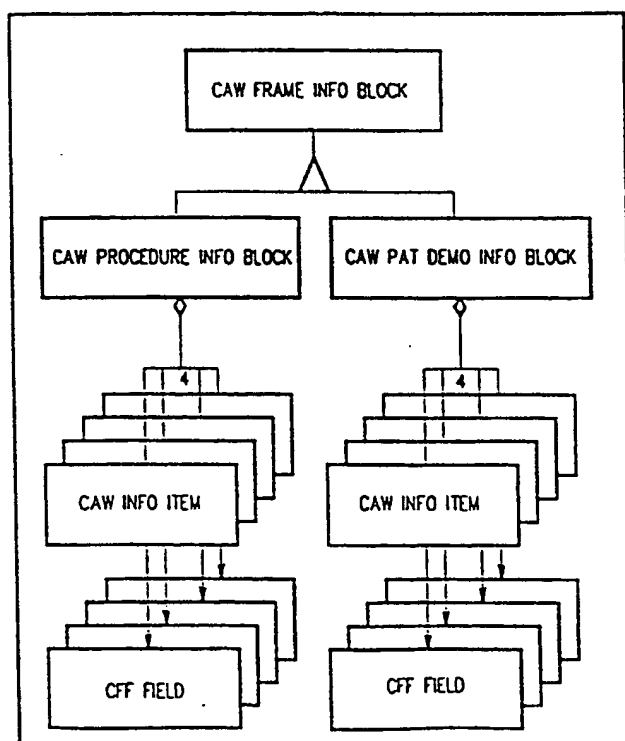 CAW FRAME INFO BLOCK
CAW PROCEDURE INFO BLOCK
CAW PAT DEMO INFO BLOCK
4
4
CAW INFO ITEM
CAW INFO ITEM
CFF FIELD
CFF FIELD